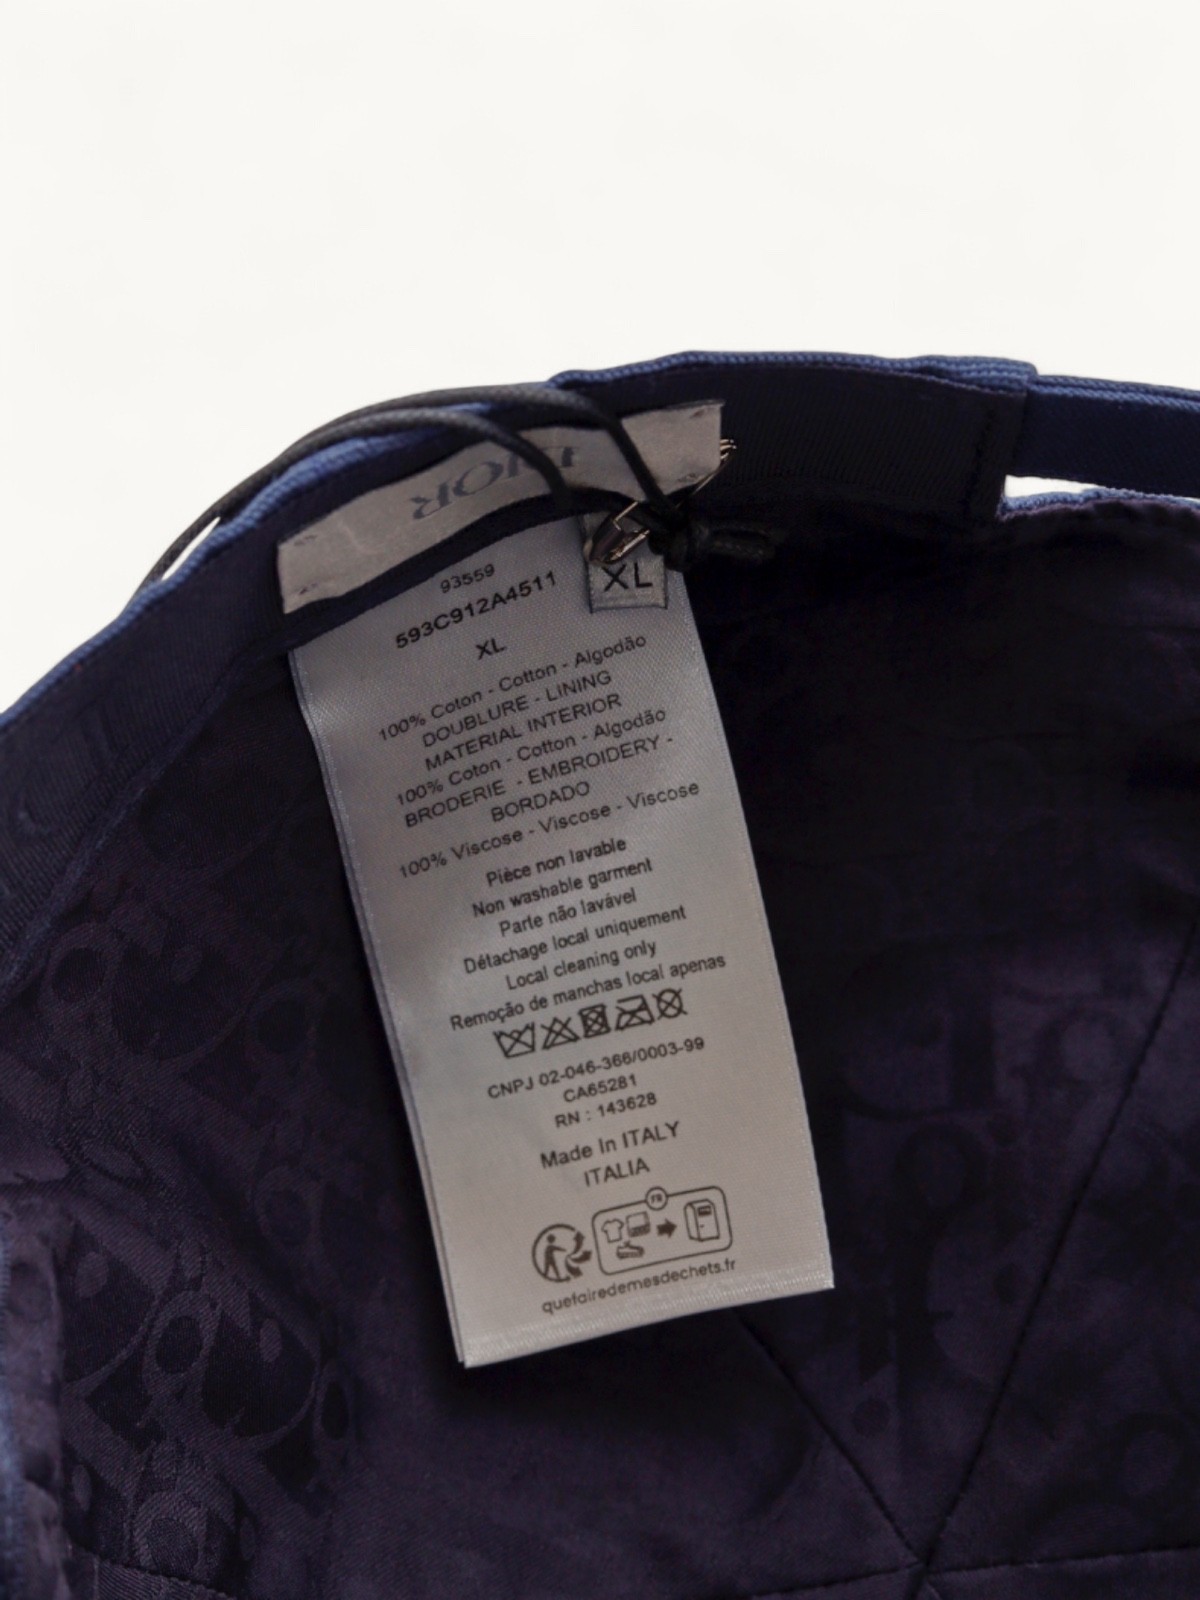 DIOR
XL
93559
593C912A4511
XL
100% Coton - Cotton - Algodão
DOUBLURE - LINING
MATERIAL INTERIOR
100% Coton - Cotton - Algodão
BRODERIE - EMBROIDERY -
BORDADO
100% Viscose - Viscose - Viscose
Pièce non lavable
Non washable garment
Parte não lavável
Détachage local uniquement
Local cleaning only
Remoção de manchas local apenas
CNPJ 02-046-366/0003-99
CA65281
RN : 143628
Made In ITALY
ITALIA
FR
quefairedemesdechets.fr